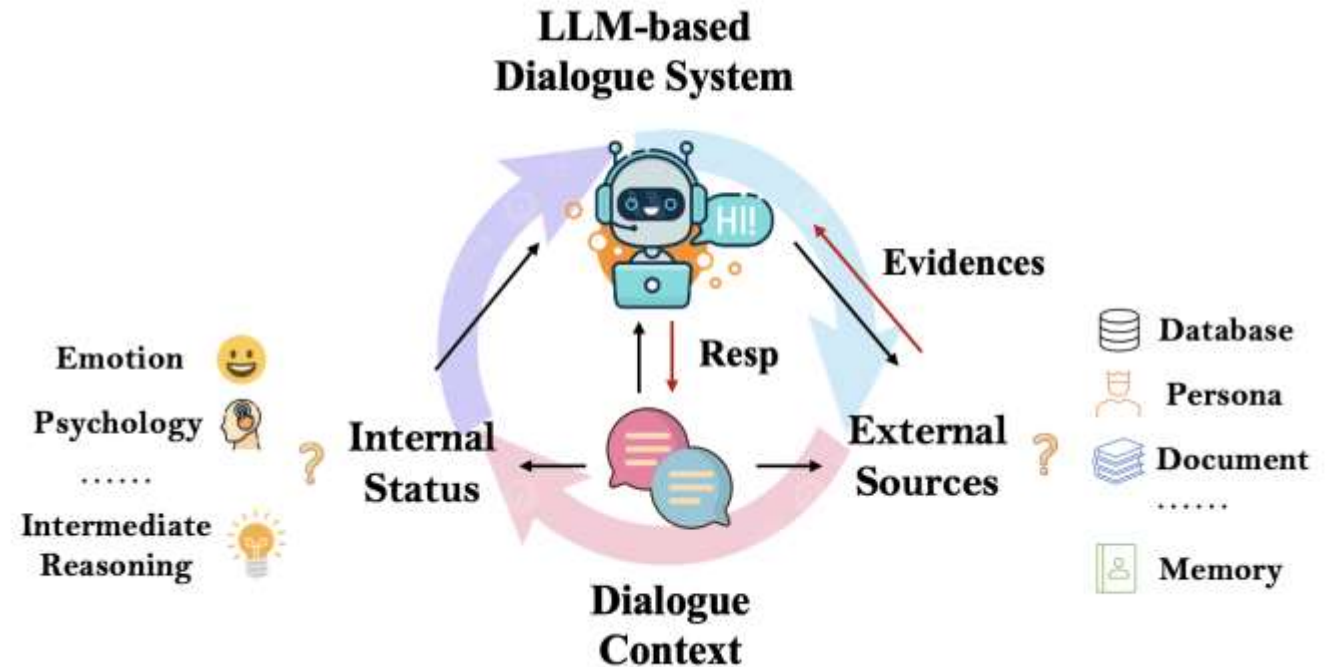 LLM-based
Dialogue System
HI!
Evidences
Resp
Emotion
Psychology
......
Intermediate
Reasoning
Internal
Status
External
Sources
Database
Persona
Document
......
Memory
Dialogue
Context